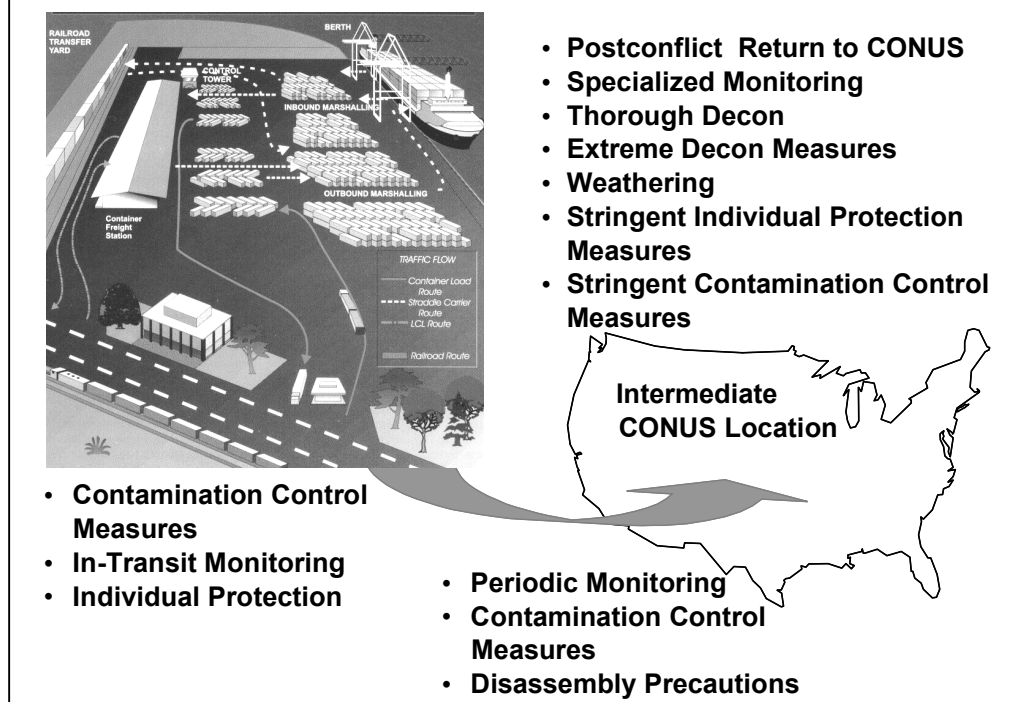 RAILROAD
TRANSFER
YARD
BERTH
CONTROL
TOWER
INBOUND MARSHALLING
OUTBOUND MARSHALLING
Container
Freight
Station
TRAFFIC FLOW
Container Load
Route
Straddle Carrier
Route
LCL Route
Railroad Route
• Postconflict Return to CONUS
• Specialized Monitoring
• Thorough Decon
• Extreme Decon Measures
• Weathering
• Stringent Individual Protection
Measures
• Stringent Contamination Control
Measures
Intermediate
CONUS Location
• Contamination Control
Measures
• In-Transit Monitoring
• Individual Protection
• Periodic Monitoring
• Contamination Control
Measures
• Disassembly Precautions